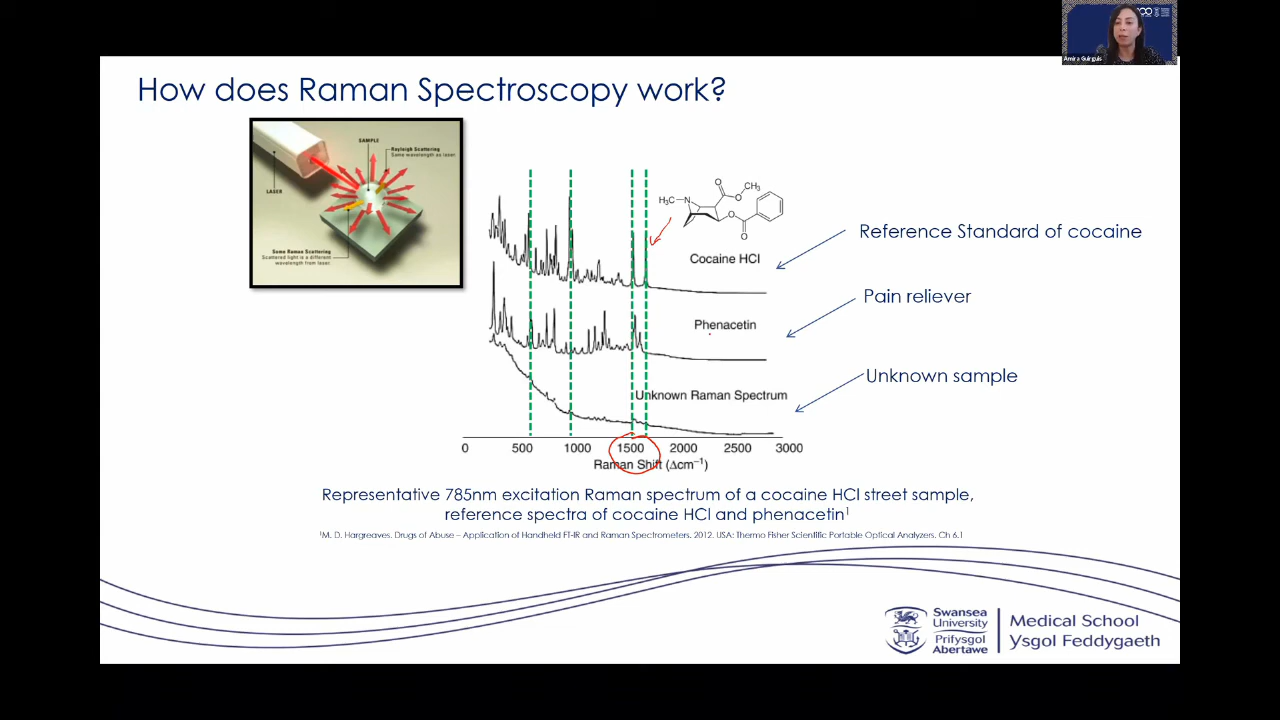 Amira Guirguis
How does Raman Spectroscopy work?
SAMPLE
Rayleigh Scattering
Same wavelength as laser.
LASER
Some Raman Scattering
Scattered light is a different
wavelength from laser.
O
H₃C
N
O
CH₃
O
O
Reference Standard of cocaine
Cocaine HCl
Pain reliever
Phenacetin
Unknown sample
Unknown Raman Spectrum
0 500 1000 1500 2000 2500 3000
Raman Shift (Δcm⁻¹)
Representative 785nm excitation Raman spectrum of a cocaine HCl street sample,
reference spectra of cocaine HCl and phenacetin¹
¹M. D. Hargreaves. Drugs of Abuse – Application of Handheld FT-IR and Raman Spectrometers. 2012. USA: Thermo Fisher Scientific Portable Optical Analyzers. Ch 6.1
Swansea
University
Prifysgol
Abertawe
Medical School
Ysgol Feddygaeth